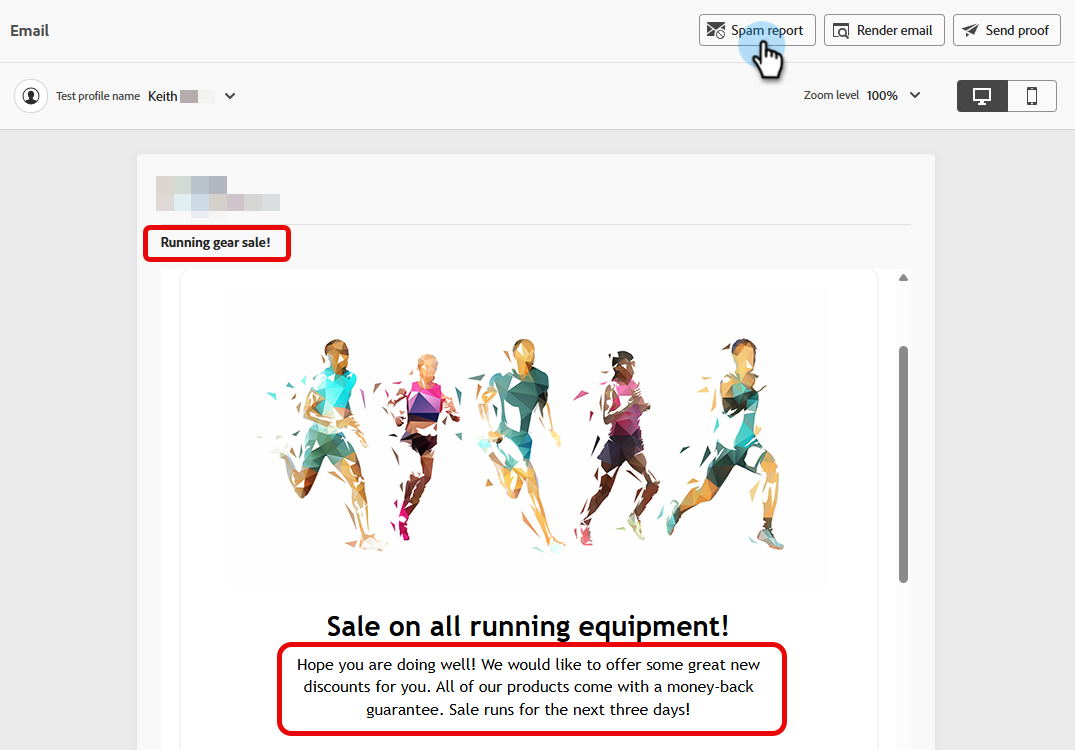 Email
Spam report
Render email
Send proof
Test profile name Keith
Zoom level 100%
Running gear sale!
Sale on all running equipment!
Hope you are doing well! We would like to offer some great new
discounts for you. All of our products come with a money-back
guarantee. Sale runs for the next three days!